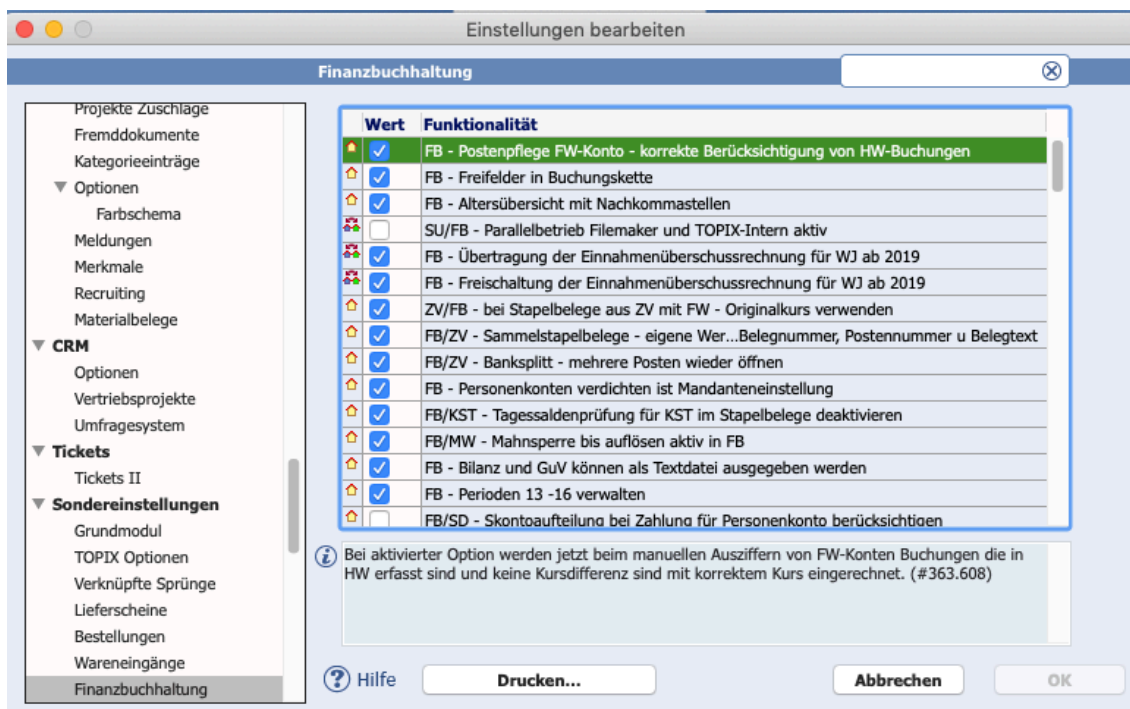 Einstellungen bearbeiten
Finanzbuchhaltung
Projekte Zuschläge
Fremddokumente
Kategorieeinträge
Optionen
Farbschema
Meldungen
Merkmale
Recruiting
Materialbelege
CRM
Optionen
Vertriebsprojekte
Umfragesystem
Tickets
Tickets II
Sondereinstellungen
Grundmodul
TOPIX Optionen
Verknüpfte Sprünge
Lieferscheine
Bestellungen
Wareneingänge
Finanzbuchhaltung
Wert Funktionalität
FB - Postenpflege FW-Konto - korrekte Berücksichtigung von HW-Buchungen
FB - Freifelder in Buchungskette
FB - Altersübersicht mit Nachkommastellen
SU/FB - Parallelbetrieb Filemaker und TOPIX-Intern aktiv
FB - Übertragung der Einnahmenüberschussrechnung für WJ ab 2019
FB - Freischaltung der Einnahmenüberschussrechnung für WJ ab 2019
ZV/FB - bei Stapelbelege aus ZV mit FW - Originalkurs verwenden
FB/ZV - Sammelstapelbelege - eigene Wer...Belegnummer, Postennummer u Belegtext
FB/ZV - Banksplitt - mehrere Posten wieder öffnen
FB - Personenkonten verdichten ist Mandanteneinstellung
FB/KST - Tagessaldenprüfung für KST im Stapelbelege deaktivieren
FB/MW - Mahnsperre bis auflösen aktiv in FB
FB - Bilanz und GuV können als Textdatei ausgegeben werden
FB - Perioden 13 -16 verwalten
FB/SD - Skontoaufteilung bei Zahlung für Personenkonto berücksichtigen
Bei aktivierter Option werden jetzt beim manuellen Ausziffern von FW-Konten Buchungen die in
HW erfasst sind und keine Kursdifferenz sind mit korrektem Kurs eingerechnet. (#363.608)
? Hilfe
Drucken...
Abbrechen
OK